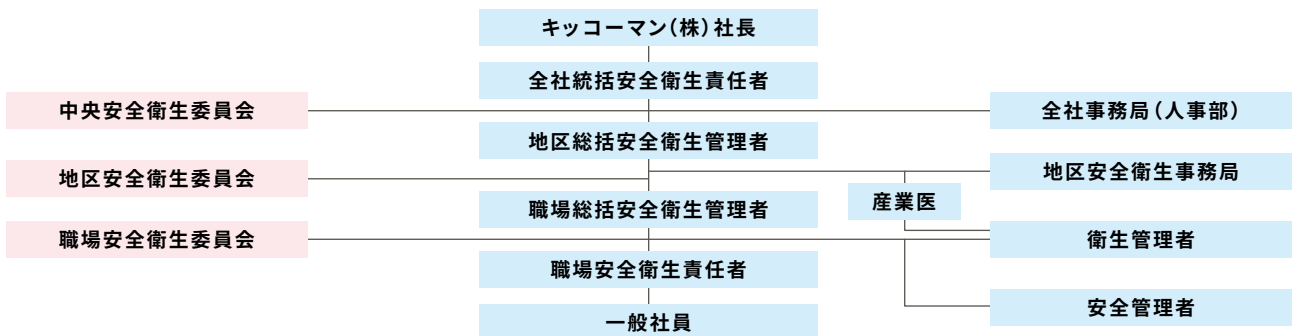 キッコーマン（株）社長
全社統括安全衛生責任者
中央安全衛生委員会
全社事務局（人事部）
地区総括安全衛生管理者
地区安全衛生委員会
地区安全衛生事務局
産業医
職場総括安全衛生管理者
職場安全衛生委員会
衛生管理者
職場安全衛生責任者
安全管理者
一般社員